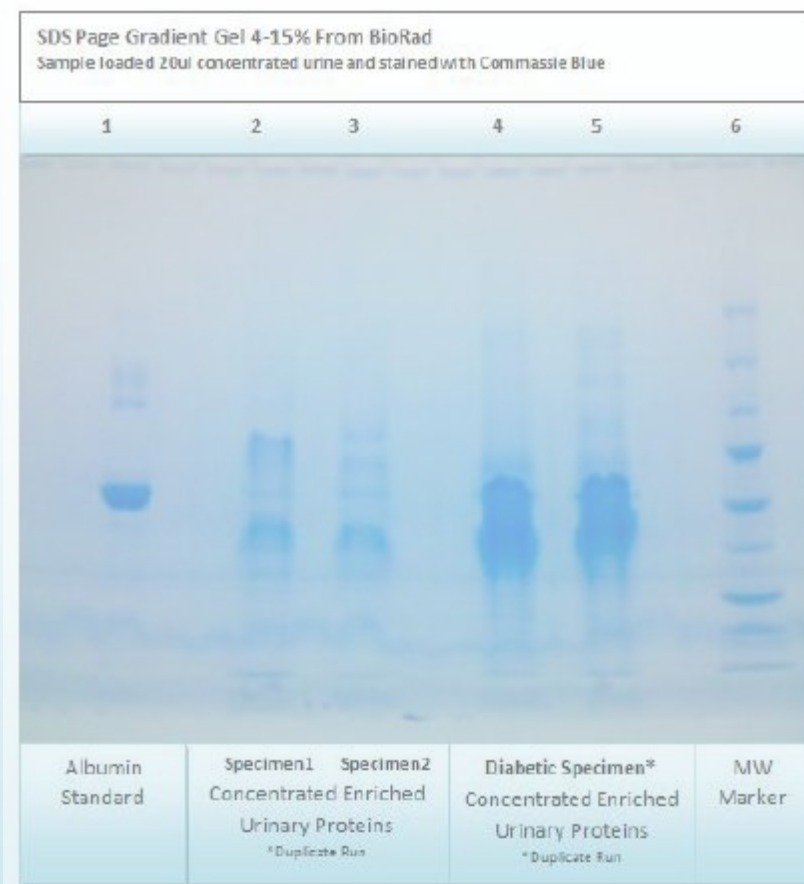 SDS Page Gradient Gel 4-15% From BioRad
Sample loaded 20ul concentrated urine and stained with Commassie Blue
1 2 3 4 5 6
Albumin
Standard
Specimen1 Specimen2
Concentrated Enriched
Urinary Proteins
*Duplicate Run
Diabetic Specimen*
Concentrated Enriched
Urinary Proteins
*Duplicate Run
MW
Marker